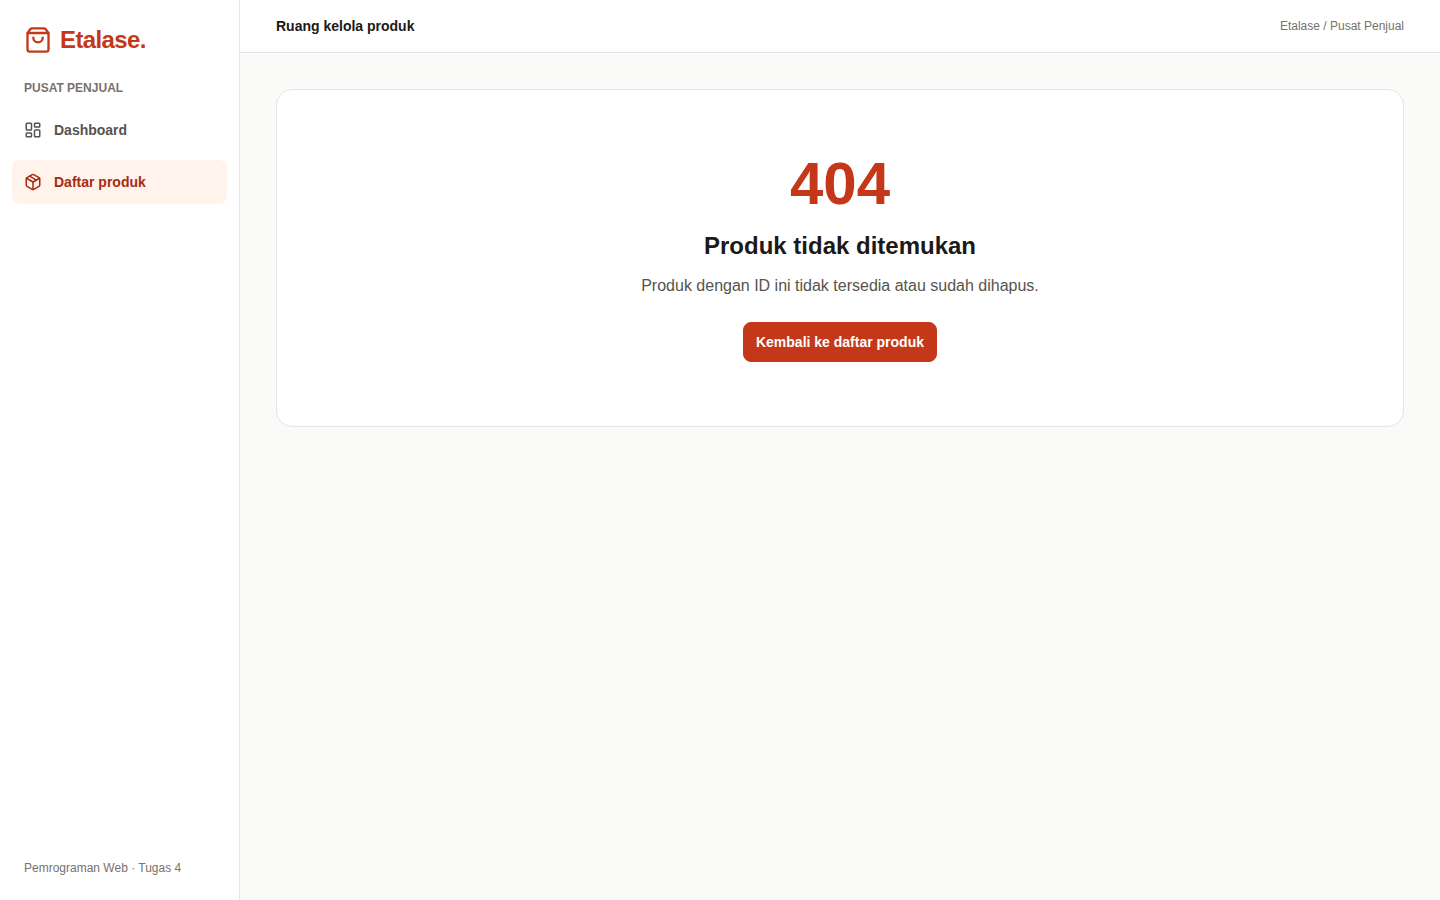 Etalase.
PUSAT PENJUAL
Dashboard
Daftar produk
Pemrograman Web · Tugas 4
Ruang kelola produk
Etalase / Pusat Penjual
404
Produk tidak ditemukan
Produk dengan ID ini tidak tersedia atau sudah dihapus.
Kembali ke daftar produk